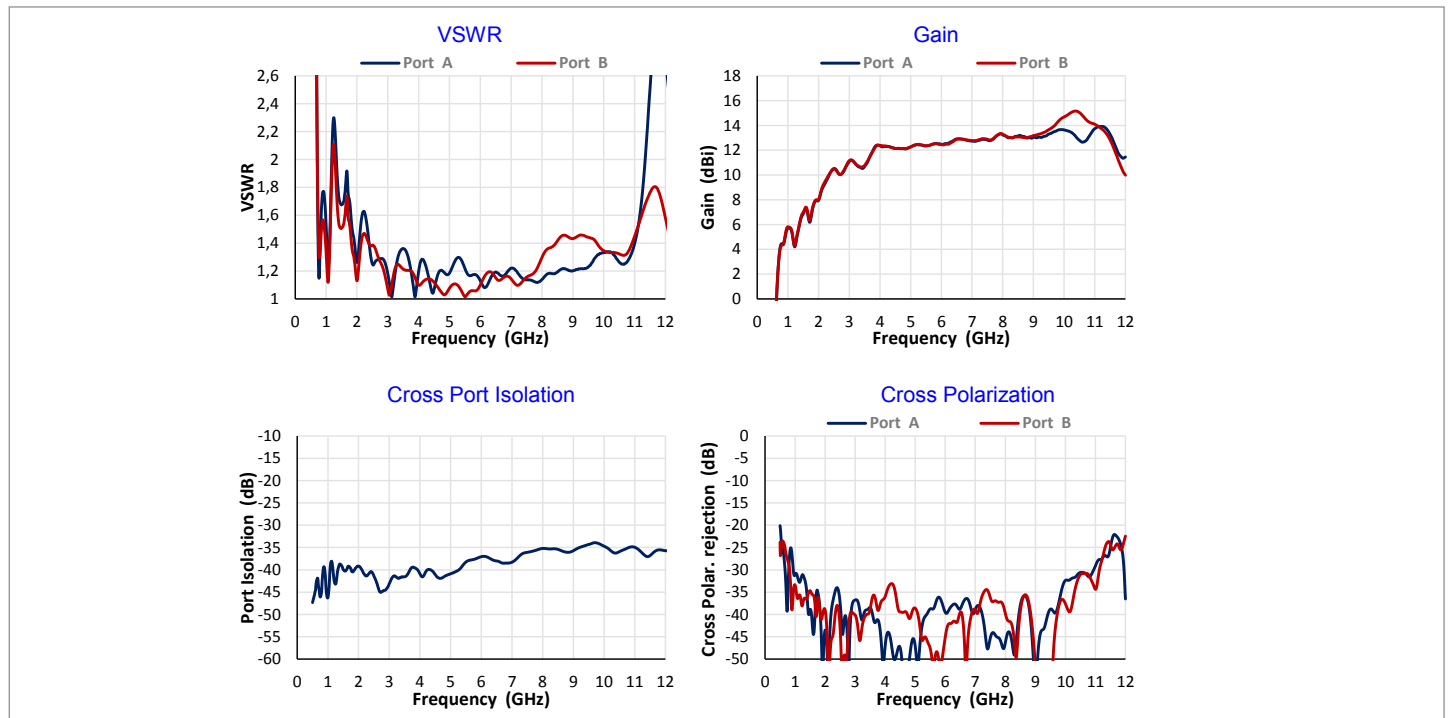 VSWR
Port A Port B
2,6
2,4
2,2
2
1,8
1,6
1,4
1,2
1
VSWR
0 1 2 3 4 5 6 7 8 9 10 11 12
Frequency (GHz)
Gain
Port A Port B
18
16
14
12
10
8
6
4
2
0
Gain (dBi)
0 1 2 3 4 5 6 7 8 9 10 11 12
Frequency (GHz)
Cross Port Isolation
-10
-15
-20
-25
-30
-35
-40
-45
-50
-55
-60
Port Isolation (dB)
0 1 2 3 4 5 6 7 8 9 10 11 12
Frequency (GHz)
Cross Polarization
Port A Port B
0
-5
-10
-15
-20
-25
-30
-35
-40
-45
-50
Cross Polar. rejection (dB)
0 1 2 3 4 5 6 7 8 9 10 11 12
Frequency (GHz)